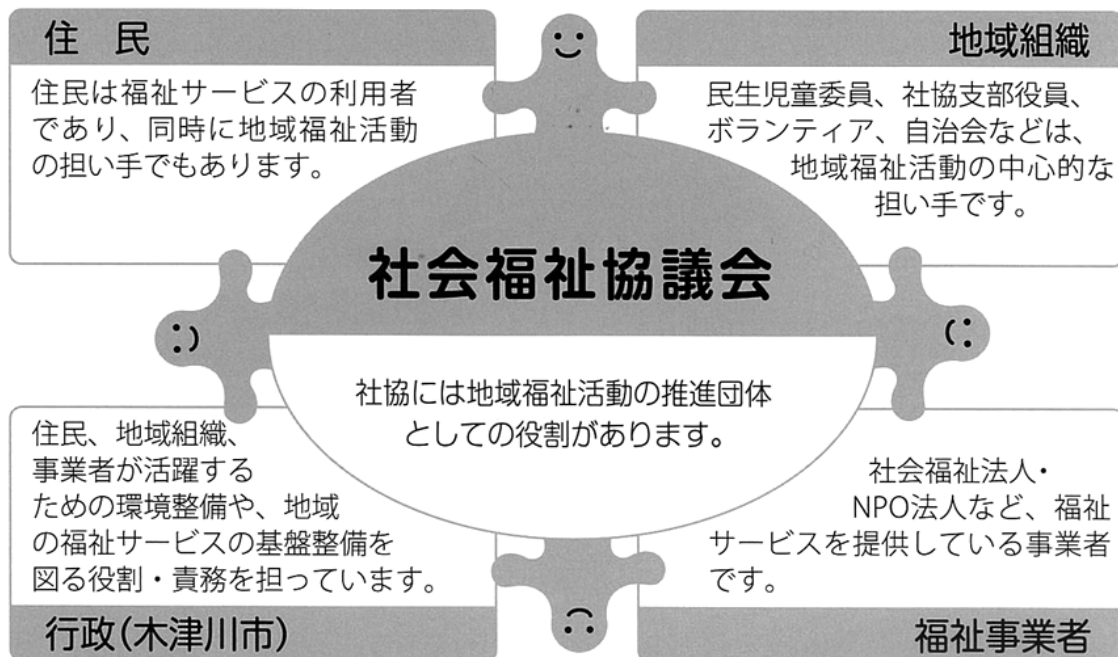 住　民
住民は福祉サービスの利用者
であり、同時に地域福祉活動
の担い手でもあります。
地域組織
民生児童委員、社協支部役員、
ボランティア、自治会などは、
地域福祉活動の中心的な
担い手です。
社会福祉協議会
社協には地域福祉活動の推進団体
としての役割があります。
住民、地域組織、
事業者が活躍する
ための環境整備や、地域
の福祉サービスの基盤整備を
図る役割・責務を担っています。
行政(木津川市)
社会福祉法人・
NPO法人など、福祉
サービスを提供している事業者
です。
福祉事業者